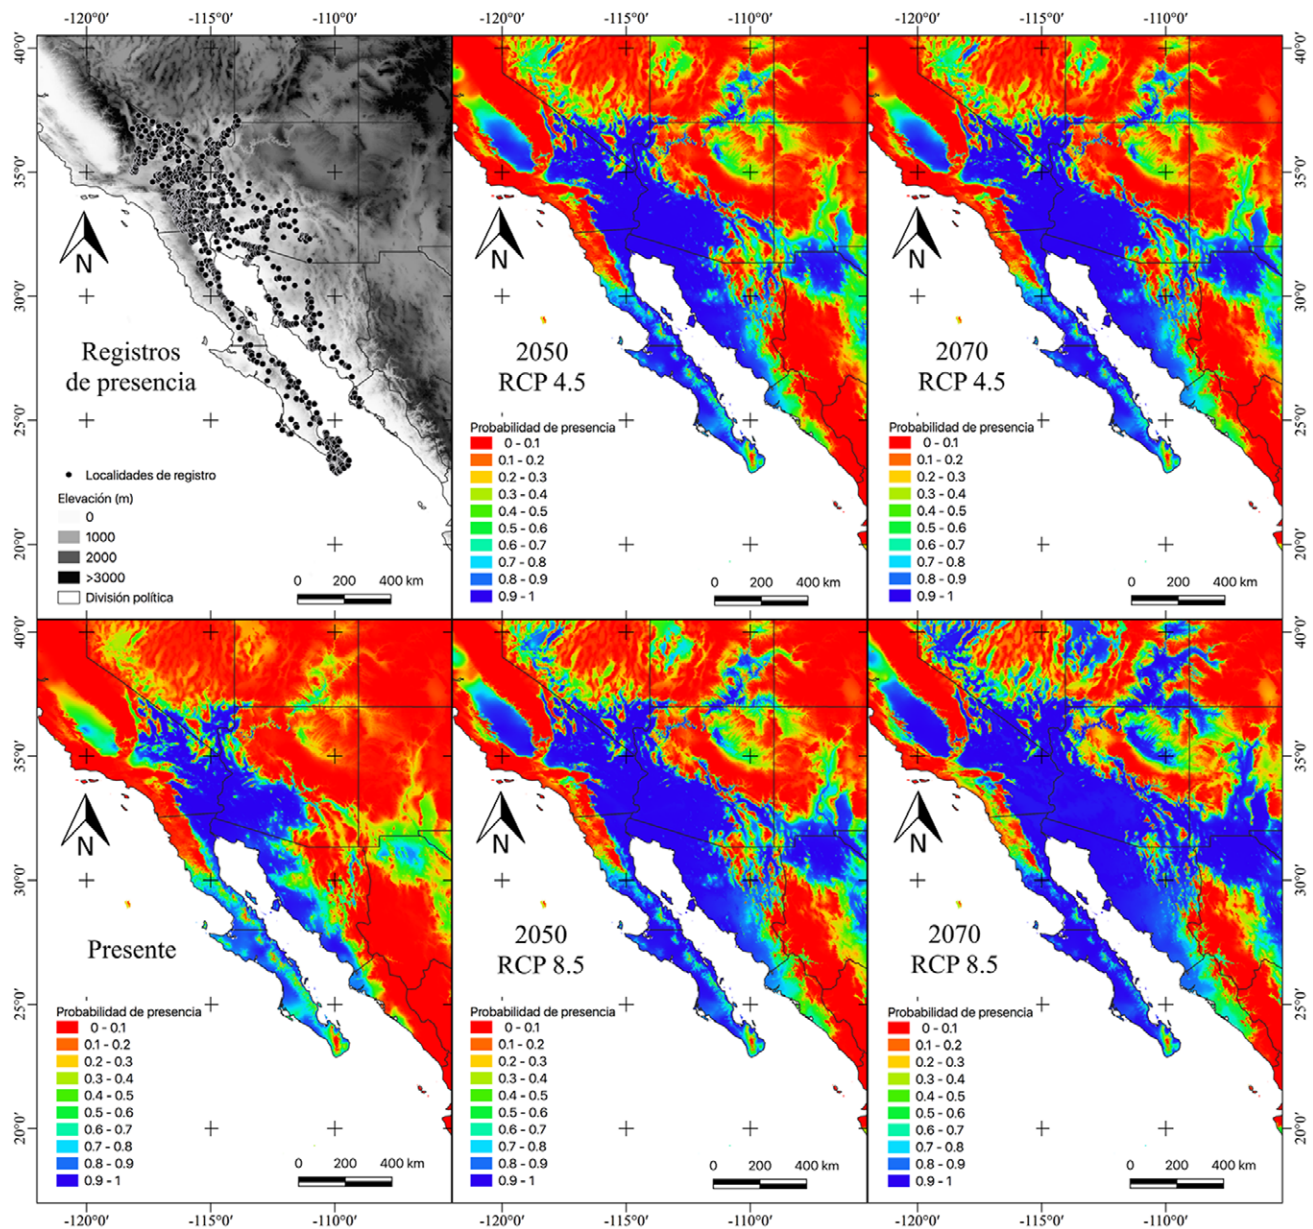 -120°0' -115°0' -110°0' -120°0' -115°0' -110°0' -120°0' -115°0' -110°0'
40°0' 35°0' 30°0' 25°0' 20°0'
N
Registros
de presencia
Localidades de registro
Elevación (m)
0
1000
2000
>3000
División política
0 200 400 km
N
2050
RCP 4.5
Probabilidad de presencia
0 - 0.1
0.1 - 0.2
0.2 - 0.3
0.3 - 0.4
0.4 - 0.5
0.5 - 0.6
0.6 - 0.7
0.7 - 0.8
0.8 - 0.9
0.9 - 1
0 200 400 km
N
2070
RCP 4.5
Probabilidad de presencia
0 - 0.1
0.1 - 0.2
0.2 - 0.3
0.3 - 0.4
0.4 - 0.5
0.5 - 0.6
0.6 - 0.7
0.7 - 0.8
0.8 - 0.9
0.9 - 1
0 200 400 km
40°0' 35°0' 30°0' 25°0' 20°0'
40°0' 35°0' 30°0' 25°0' 20°0'
N
Presente
Probabilidad de presencia
0 - 0.1
0.1 - 0.2
0.2 - 0.3
0.3 - 0.4
0.4 - 0.5
0.5 - 0.6
0.6 - 0.7
0.7 - 0.8
0.8 - 0.9
0.9 - 1
0 200 400 km
N
2050
RCP 8.5
Probabilidad de presencia
0 - 0.1
0.1 - 0.2
0.2 - 0.3
0.3 - 0.4
0.4 - 0.5
0.5 - 0.6
0.6 - 0.7
0.7 - 0.8
0.8 - 0.9
0.9 - 1
0 200 400 km
N
2070
RCP 8.5
Probabilidad de presencia
0 - 0.1
0.1 - 0.2
0.2 - 0.3
0.3 - 0.4
0.4 - 0.5
0.5 - 0.6
0.6 - 0.7
0.7 - 0.8
0.8 - 0.9
0.9 - 1
0 200 400 km
40°0' 35°0' 30°0' 25°0' 20°0'
-120°0' -115°0' -110°0' -120°0' -115°0' -110°0' -120°0' -115°0' -110°0'